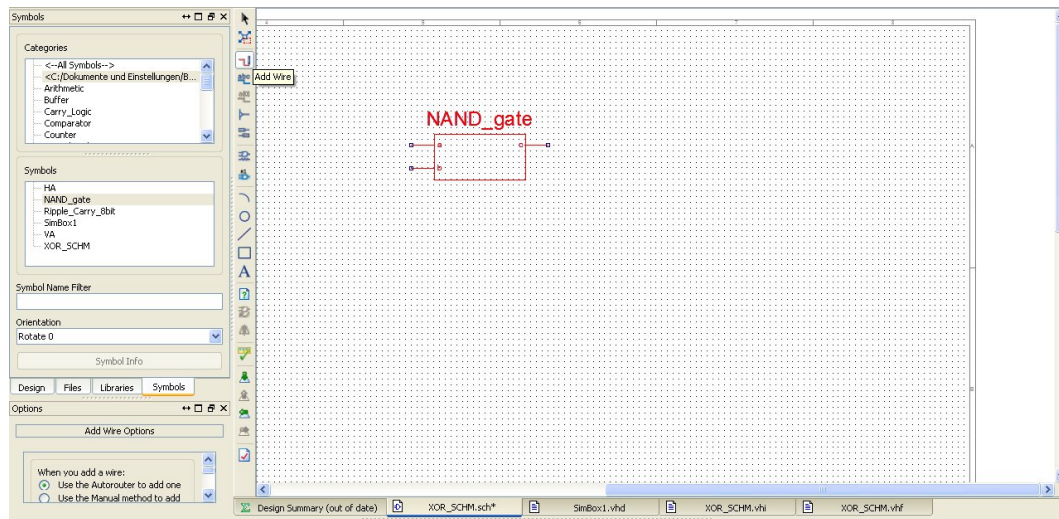 Symbols
Categories
<--All Symbols-->
<C:/Dokumente und Einstellungen/B...
Arithmetic
Buffer
Carry_Logic
Comparator
Counter
Symbols
HA
NAND_gate
Ripple_Carry_8bit
SimBox1
VA
XOR_SCHM
Symbol Name Filter
Orientation
Rotate 0
Symbol Info
Design Files Libraries Symbols
Options
Add Wire Options
When you add a wire:
Use the Autorouter to add one
Use the Manual method to add
Add Wire
A
NAND_gate
a c
b
A
B
Design Summary (out of date) XOR_SCHM.sch* SimBox1.vhd XOR_SCHM.vhi XOR_SCHM.vhf